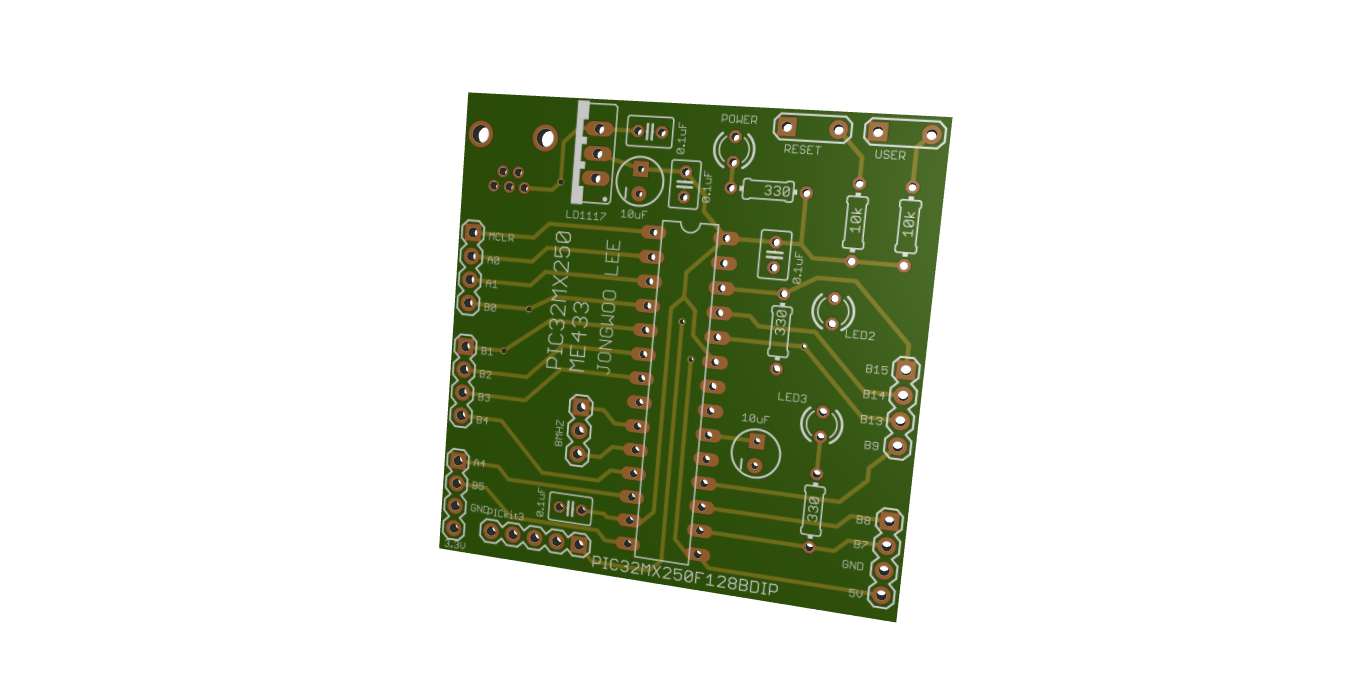 POWER
RESET
USER
0.1uF
0.1uF
330
10k
10k
LD1117
10uF
MCLR
A0
A1
B0
PIC32MX250
ME433
JONGWOO LEE
0.1uF
330
LED2
B1
B2
B3
B4
B15
B14
B13
B9
LED3
10uF
8MHZ
A4
B5
GND
3.3V
PICkit3
0.1uF
330
B8
B7
GND
5V
PIC32MX250F128BDIP